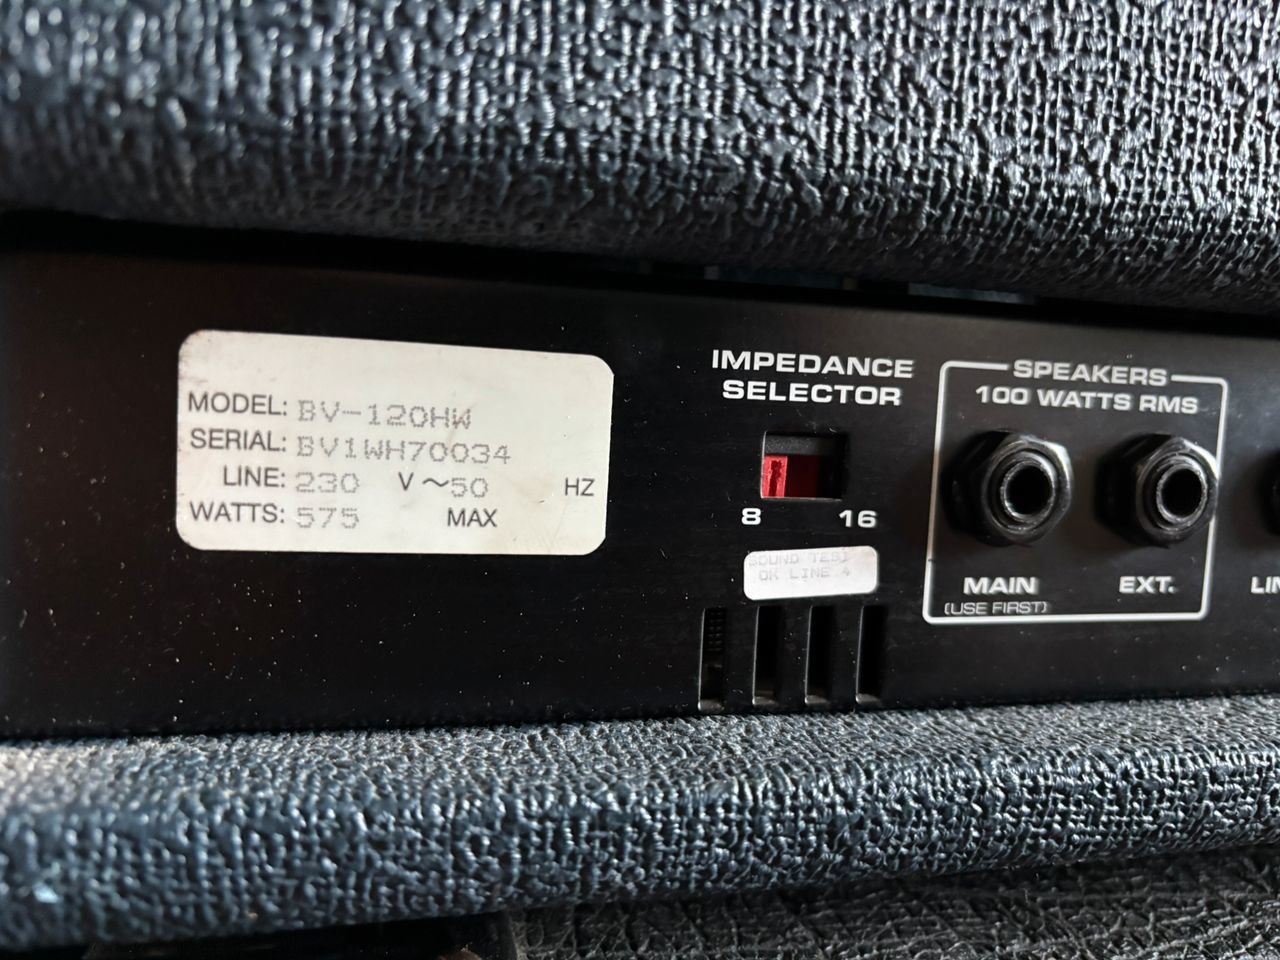 MODEL: BV-120HW
SERIAL: BV1WH70034
LINE: 230 V ~50 HZ
WATTS: 575 MAX
IMPEDANCE
SELECTOR
8 16
SOUND TEST
OK LINE 4
SPEAKERS
100 WATTS RMS
MAIN
(USE FIRST)
EXT.